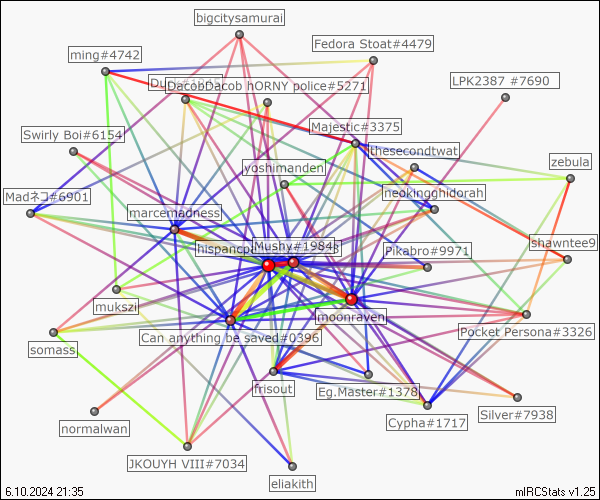 bigcitysamurai
Fedora Stoat#4479
ming#4742
DacobDacob hORNY police#5271
LPK2387 #7690
Majestic#3375
Swirly Boi#6154
thesecondtwat
yoshimanden
zebula
Madネコ#6901
neokingghidorah
marcemadness
Mushy#1984
shawntee9
Pikabro#9971
mukszi
moonraven
Pocket Persona#3326
Can anything be saved#0396
somass
frisout
Eg.Master#1378
Silver#7938
Cypha#1717
normalwan
JKOUYH VIII#7034
eliakith
6.10.2024 21:35
mIRCStats v1.25